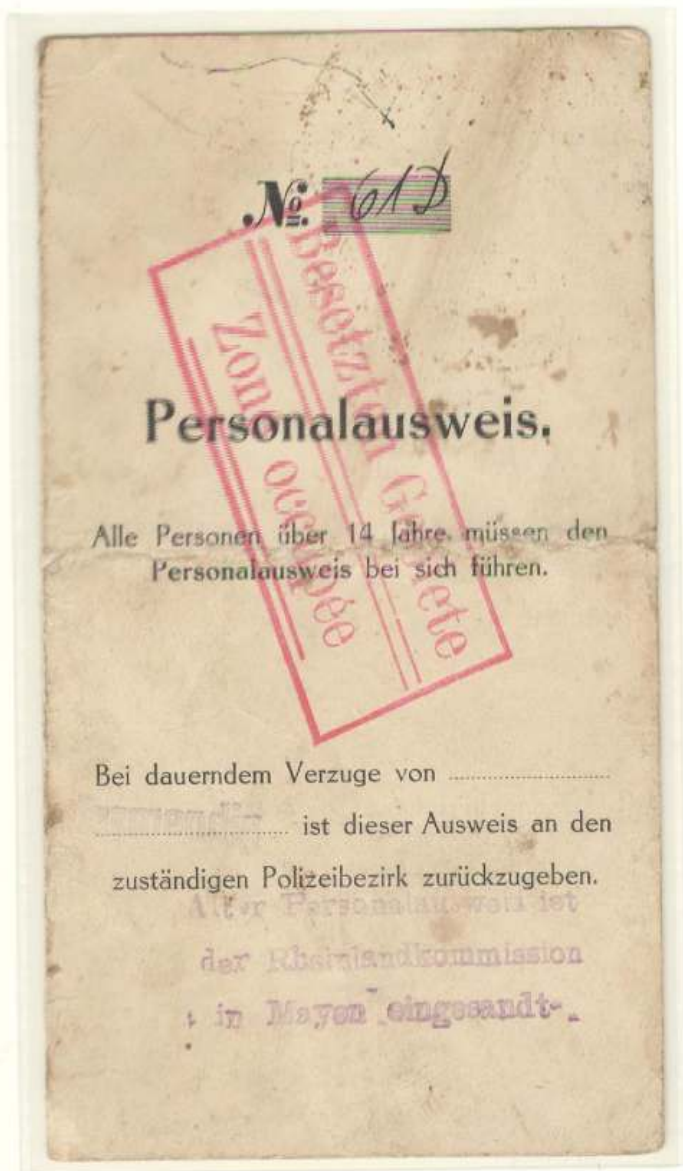 № 61D
Besetzten Gebiete
Zone occupée
Personalausweis.
Alle Personen über 14 Jahre müssen den
Personalausweis bei sich führen.
Bei dauerndem Verzuge von
ist dieser Ausweis an den
zuständigen Polizeibezirk zurückzugeben.
Alter Personalausweis ist
der Rheinlandkommission
in Mayen eingesandt.